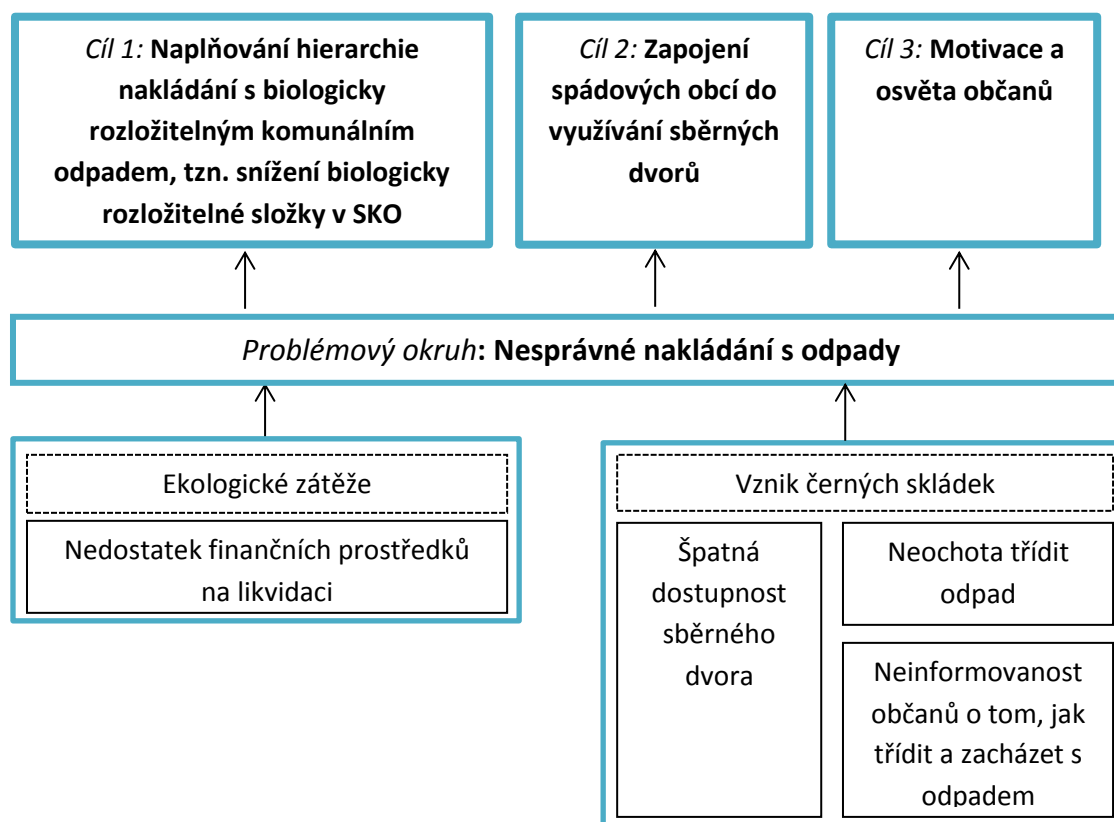 Cíl 1: Naplňování hierarchie
nakládání s biologicky
rozložitelným komunálním
odpadem, tzn. snížení biologicky
rozložitelné složky v SKO
Cíl 2: Zapojení
spádových obcí do
využívání sběrných
dvorů
Cíl 3: Motivace a
osvěta občanů
Problémový okruh: Nesprávné nakládání s odpady
Ekologické zátěže
Nedostatek finančních prostředků
na likvidaci
Vznik černých skládek
Špatná
dostupnost
sběrného
dvora
Neochota třídit
odpad
Neinformovanost
občanů o tom, jak
třídit a zacházet s
odpadem